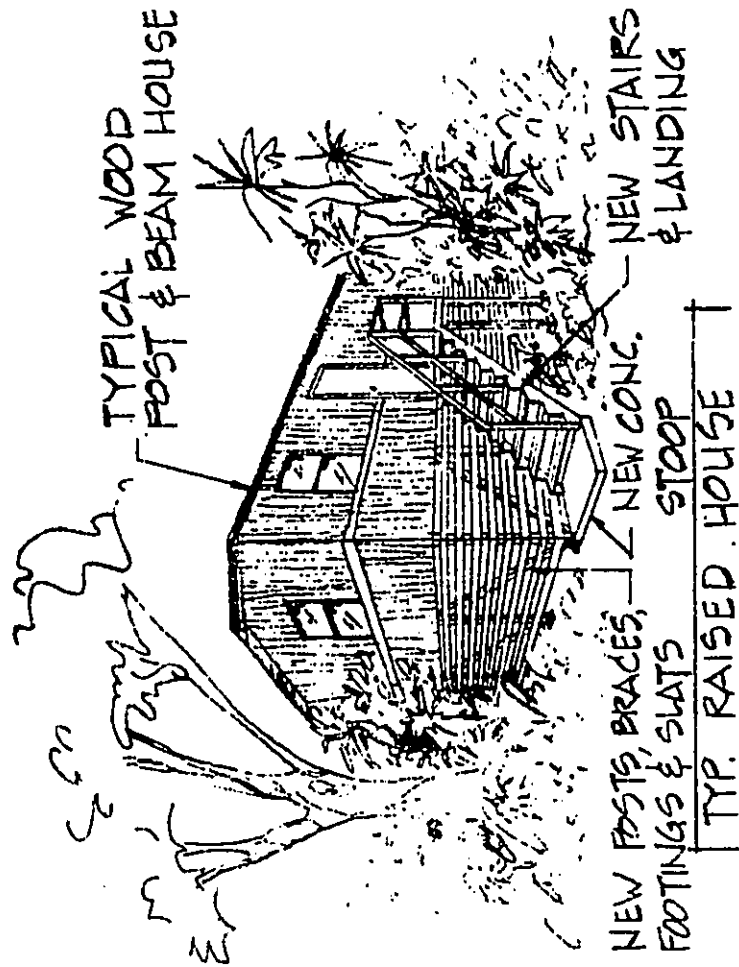 TYPICAL WOOD
POST & BEAM HOUSE
NEW STAIRS
& LANDING
NEW CONC.
STOOP
NEW POSTS, BRACES,
FOOTINGS & SLATS
TYP. RAISED HOUSE